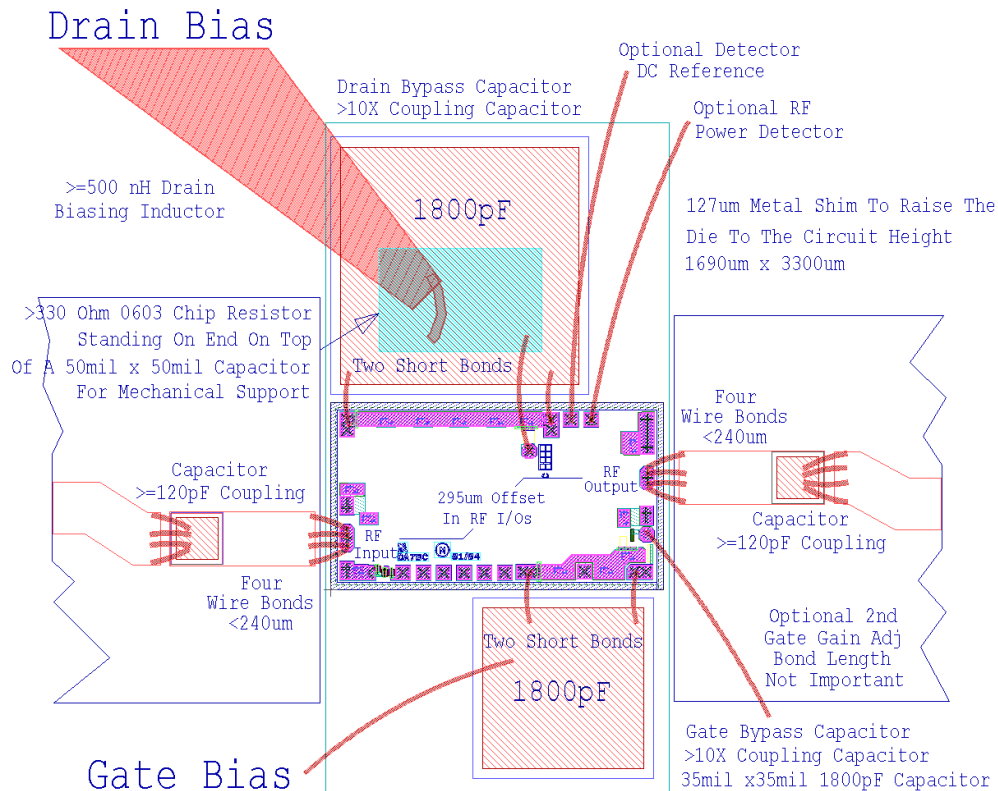 Drain Bias
Optional Detector
DC Reference
Drain Bypass Capacitor
>10X Coupling Capacitor
Optional RF
Power Detector
>=500 nH Drain
Biasing Inductor
1800pF
127um Metal Shim To Raise The
Die To The Circuit Height
1690um x 3300um
>330 Ohm 0603 Chip Resistor
Standing On End On Top
Of A 50mil x 50mil Capacitor
For Mechanical Support
Two Short Bonds
Four
Wire Bonds
<240um
Capacitor
>=120pF Coupling
RF
Output
295um Offset
In RF I/Os
RF
Input
Capacitor
>=120pF Coupling
Four
Wire Bonds
<240um
Two Short Bonds
1800pF
Optional 2nd
Gate Gain Adj
Bond Length
Not Important
Gate Bias
Gate Bypass Capacitor
>10X Coupling Capacitor
35mil x35mil 1800pF Capacitor